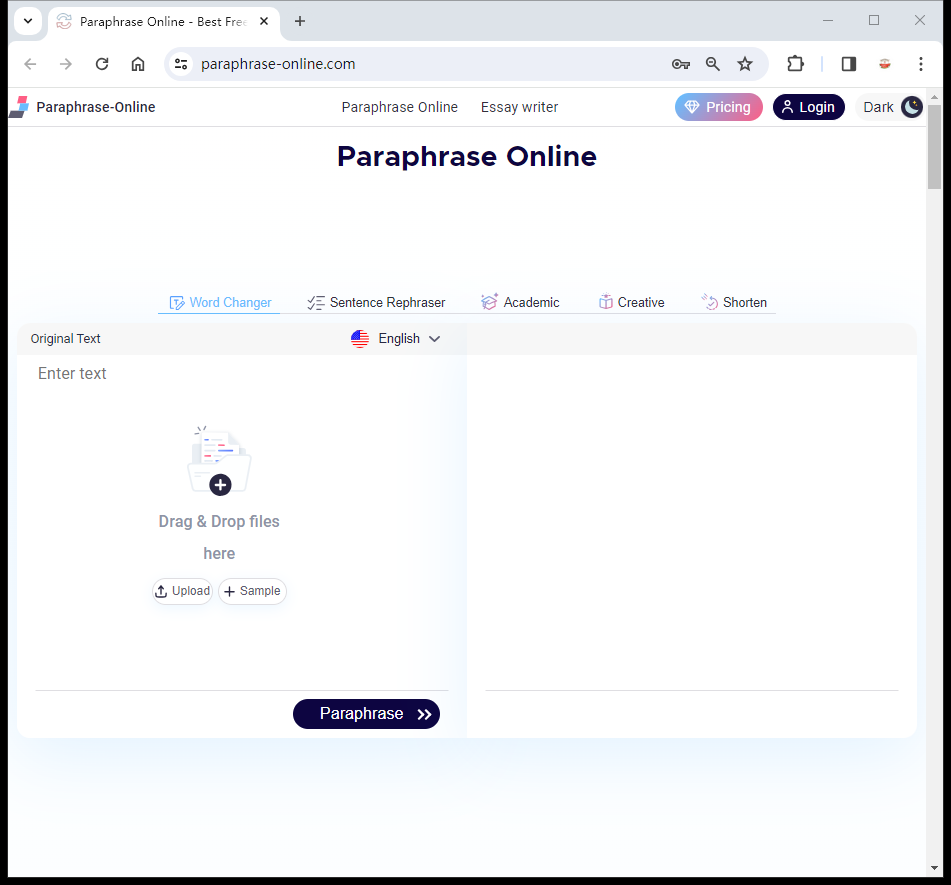 Paraphrase Online - Best Free
paraphrase-online.com
Paraphrase-Online
Paraphrase Online
Essay writer
Pricing
Login
Dark
Paraphrase Online
Word Changer
Sentence Rephraser
Academic
Creative
Shorten
Original Text
English
Enter text
Drag & Drop files
here
Upload
Sample
Paraphrase